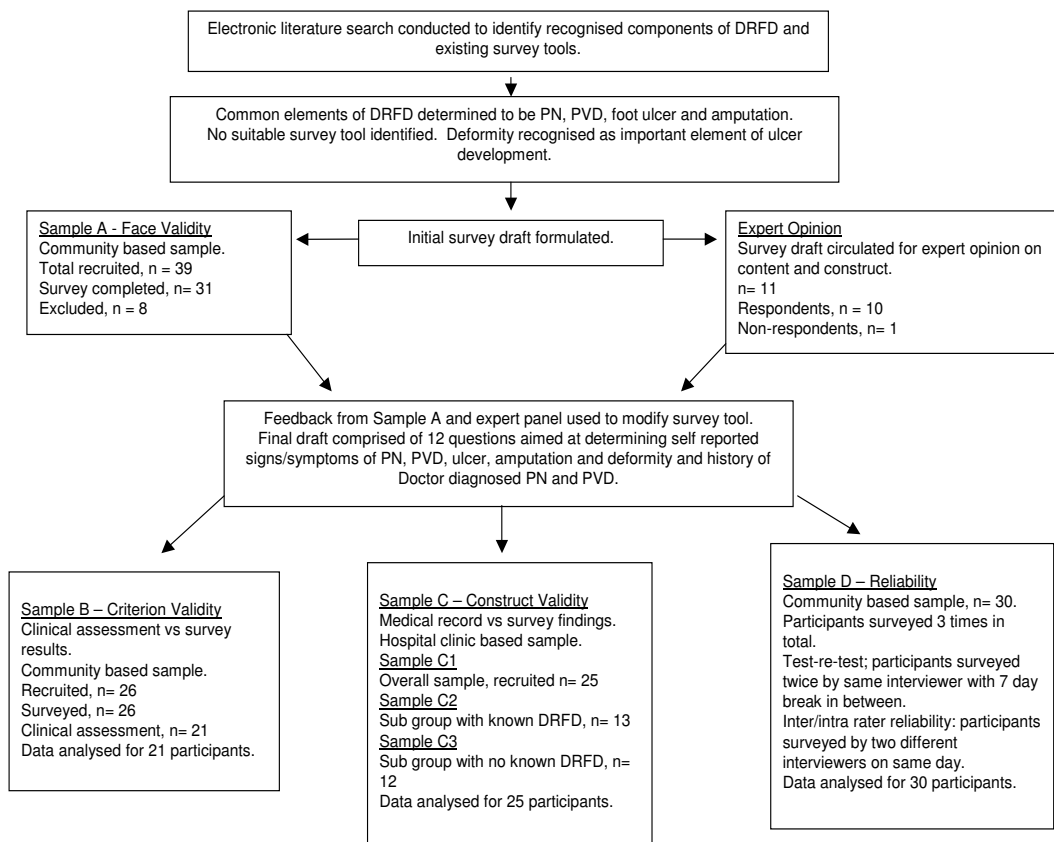 Electronic literature search conducted to identify recognised components of DRFD and
existing survey tools.
Common elements of DRFD determined to be PN, PVD, foot ulcer and amputation.
No suitable survey tool identified.  Deformity recognised as important element of ulcer
development.
Sample A - Face Validity
Community based sample.
Total recruited, n = 39
Survey completed, n= 31
Excluded, n = 8
Initial survey draft formulated.
Expert Opinion
Survey draft circulated for expert opinion on
content and construct.
n= 11
Respondents, n = 10
Non-respondents, n= 1
Feedback from Sample A and expert panel used to modify survey tool.
Final draft comprised of 12 questions aimed at determining self reported
signs/symptoms of PN, PVD, ulcer, amputation and deformity and history of
Doctor diagnosed PN and PVD.
Sample B – Criterion Validity
Clinical assessment vs survey
results.
Community based sample.
Recruited, n= 26
Surveyed, n= 26
Clinical assessment, n= 21
Data analysed for 21 participants.
Sample C – Construct Validity
Medical record vs survey findings.
Hospital clinic based sample.
Sample C1
Overall sample, recruited n= 25
Sample C2
Sub group with known DRFD, n= 13
Sample C3
Sub group with no known DRFD, n=
12
Data analysed for 25 participants.
Sample D – Reliability
Community based sample, n= 30.
Participants surveyed 3 times in
total.
Test-re-test; participants surveyed
twice by same interviewer with 7 day
break in between.
Inter/intra rater reliability: participants
surveyed by two different
interviewers on same day.
Data analysed for 30 participants.